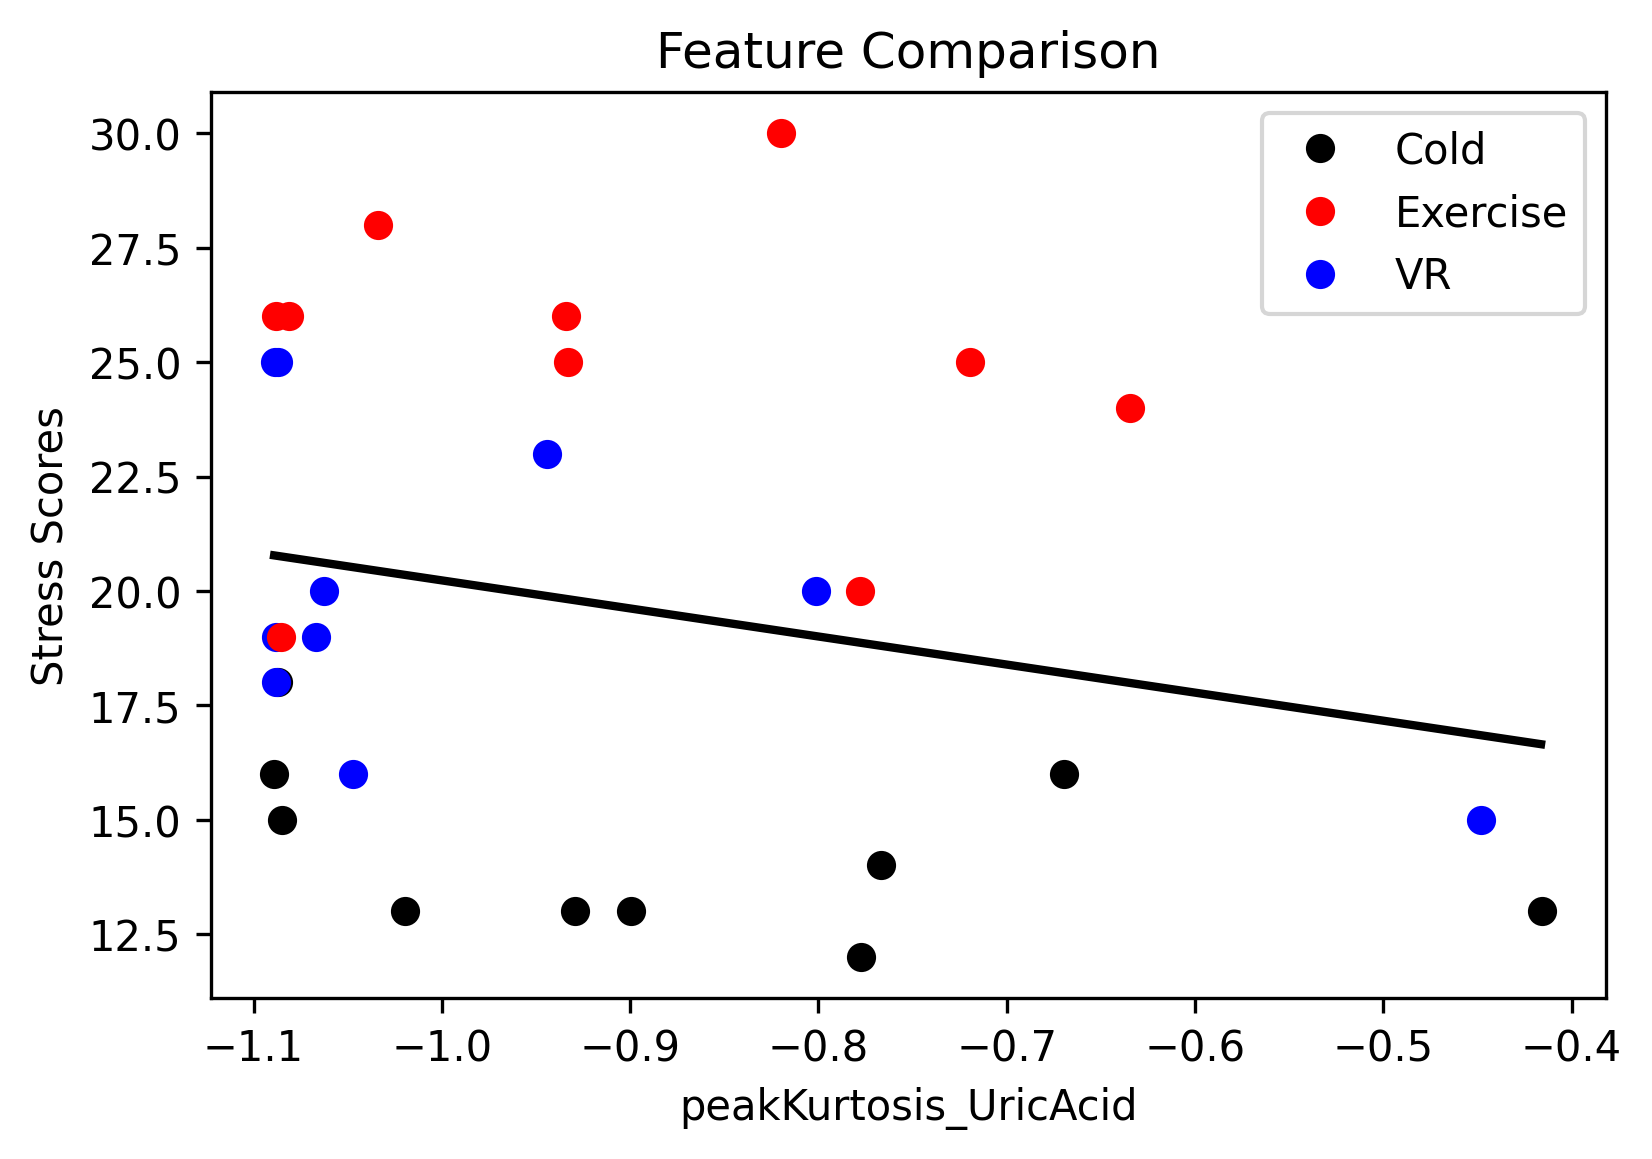 Feature Comparison
30.0
27.5
25.0
22.5
20.0
17.5
15.0
12.5
Stress Scores
Cold
Exercise
VR
−1.1 −1.0 −0.9 −0.8 −0.7 −0.6 −0.5 −0.4
peakKurtosis_UricAcid